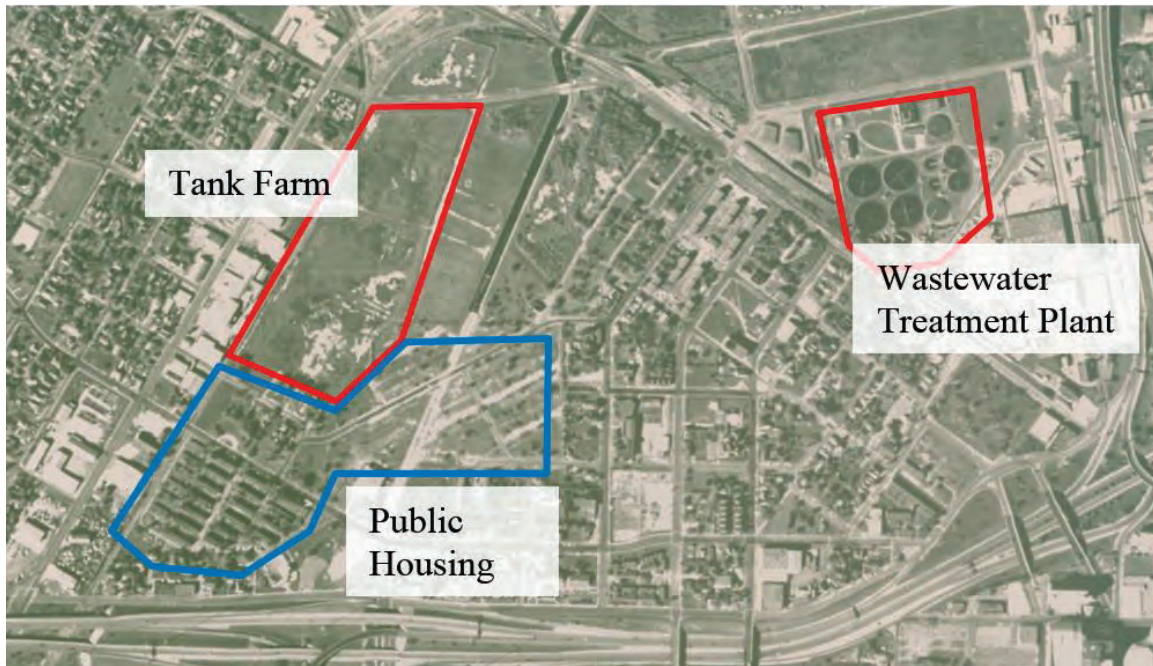 Tank Farm
Wastewater
Treatment Plant
Public
Housing